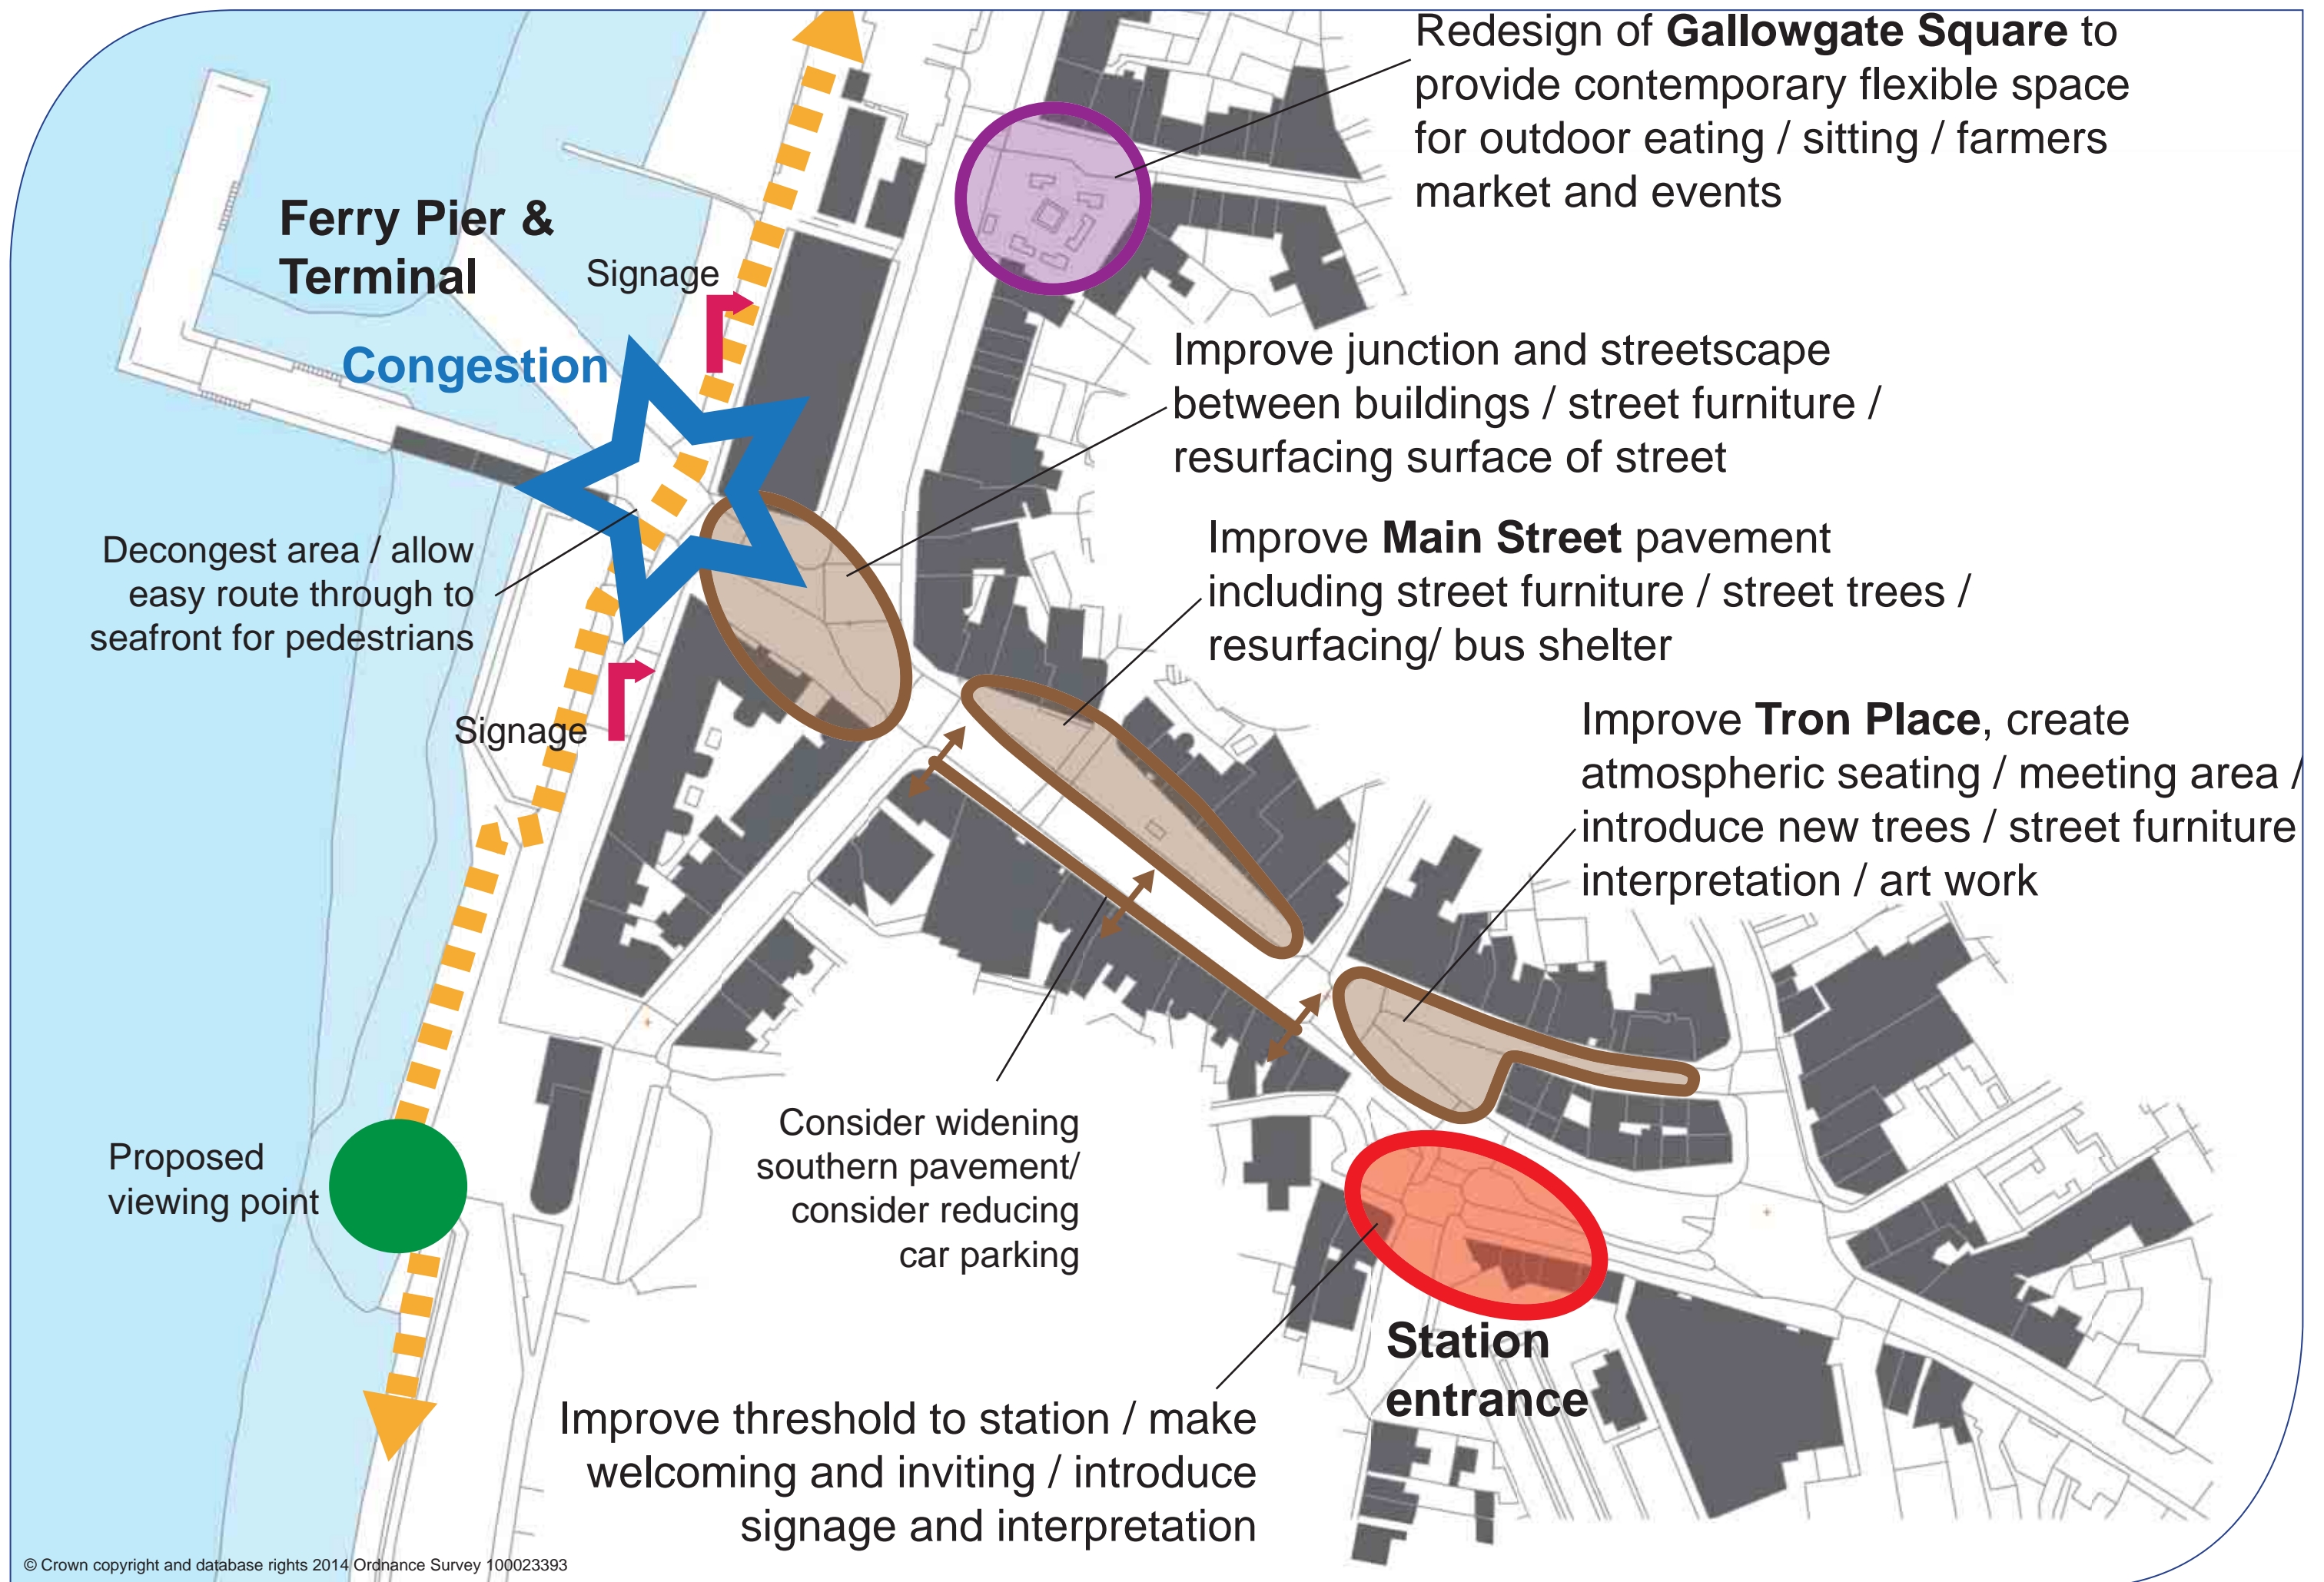 Redesign of Gallowgate Square to
provide contemporary flexible space
for outdoor eating / sitting / farmers
market and events
Ferry Pier &
Terminal
Signage
Congestion
Improve junction and streetscape
between buildings / street furniture /
resurfacing surface of street
Decongest area / allow
easy route through to
seafront for pedestrians
Improve Main Street pavement
including street furniture / street trees /
resurfacing/ bus shelter
Signage
Improve Tron Place, create
atmospheric seating / meeting area /
introduce new trees / street furniture
interpretation / art work
Proposed
viewing point
Consider widening
southern pavement/
consider reducing
car parking
Station
entrance
Improve threshold to station / make
welcoming and inviting / introduce
signage and interpretation
© Crown copyright and database rights 2014 Ordnance Survey 100023393